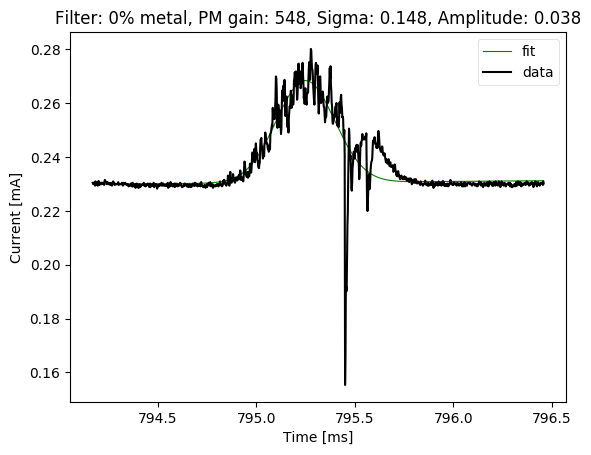 Filter: 0% metal, PM gain: 548, Sigma: 0.148, Amplitude: 0.038
fit
data
Current [mA]
0.28
0.26
0.24
0.22
0.20
0.18
0.16
794.5 795.0 795.5 796.0 796.5
Time [ms]